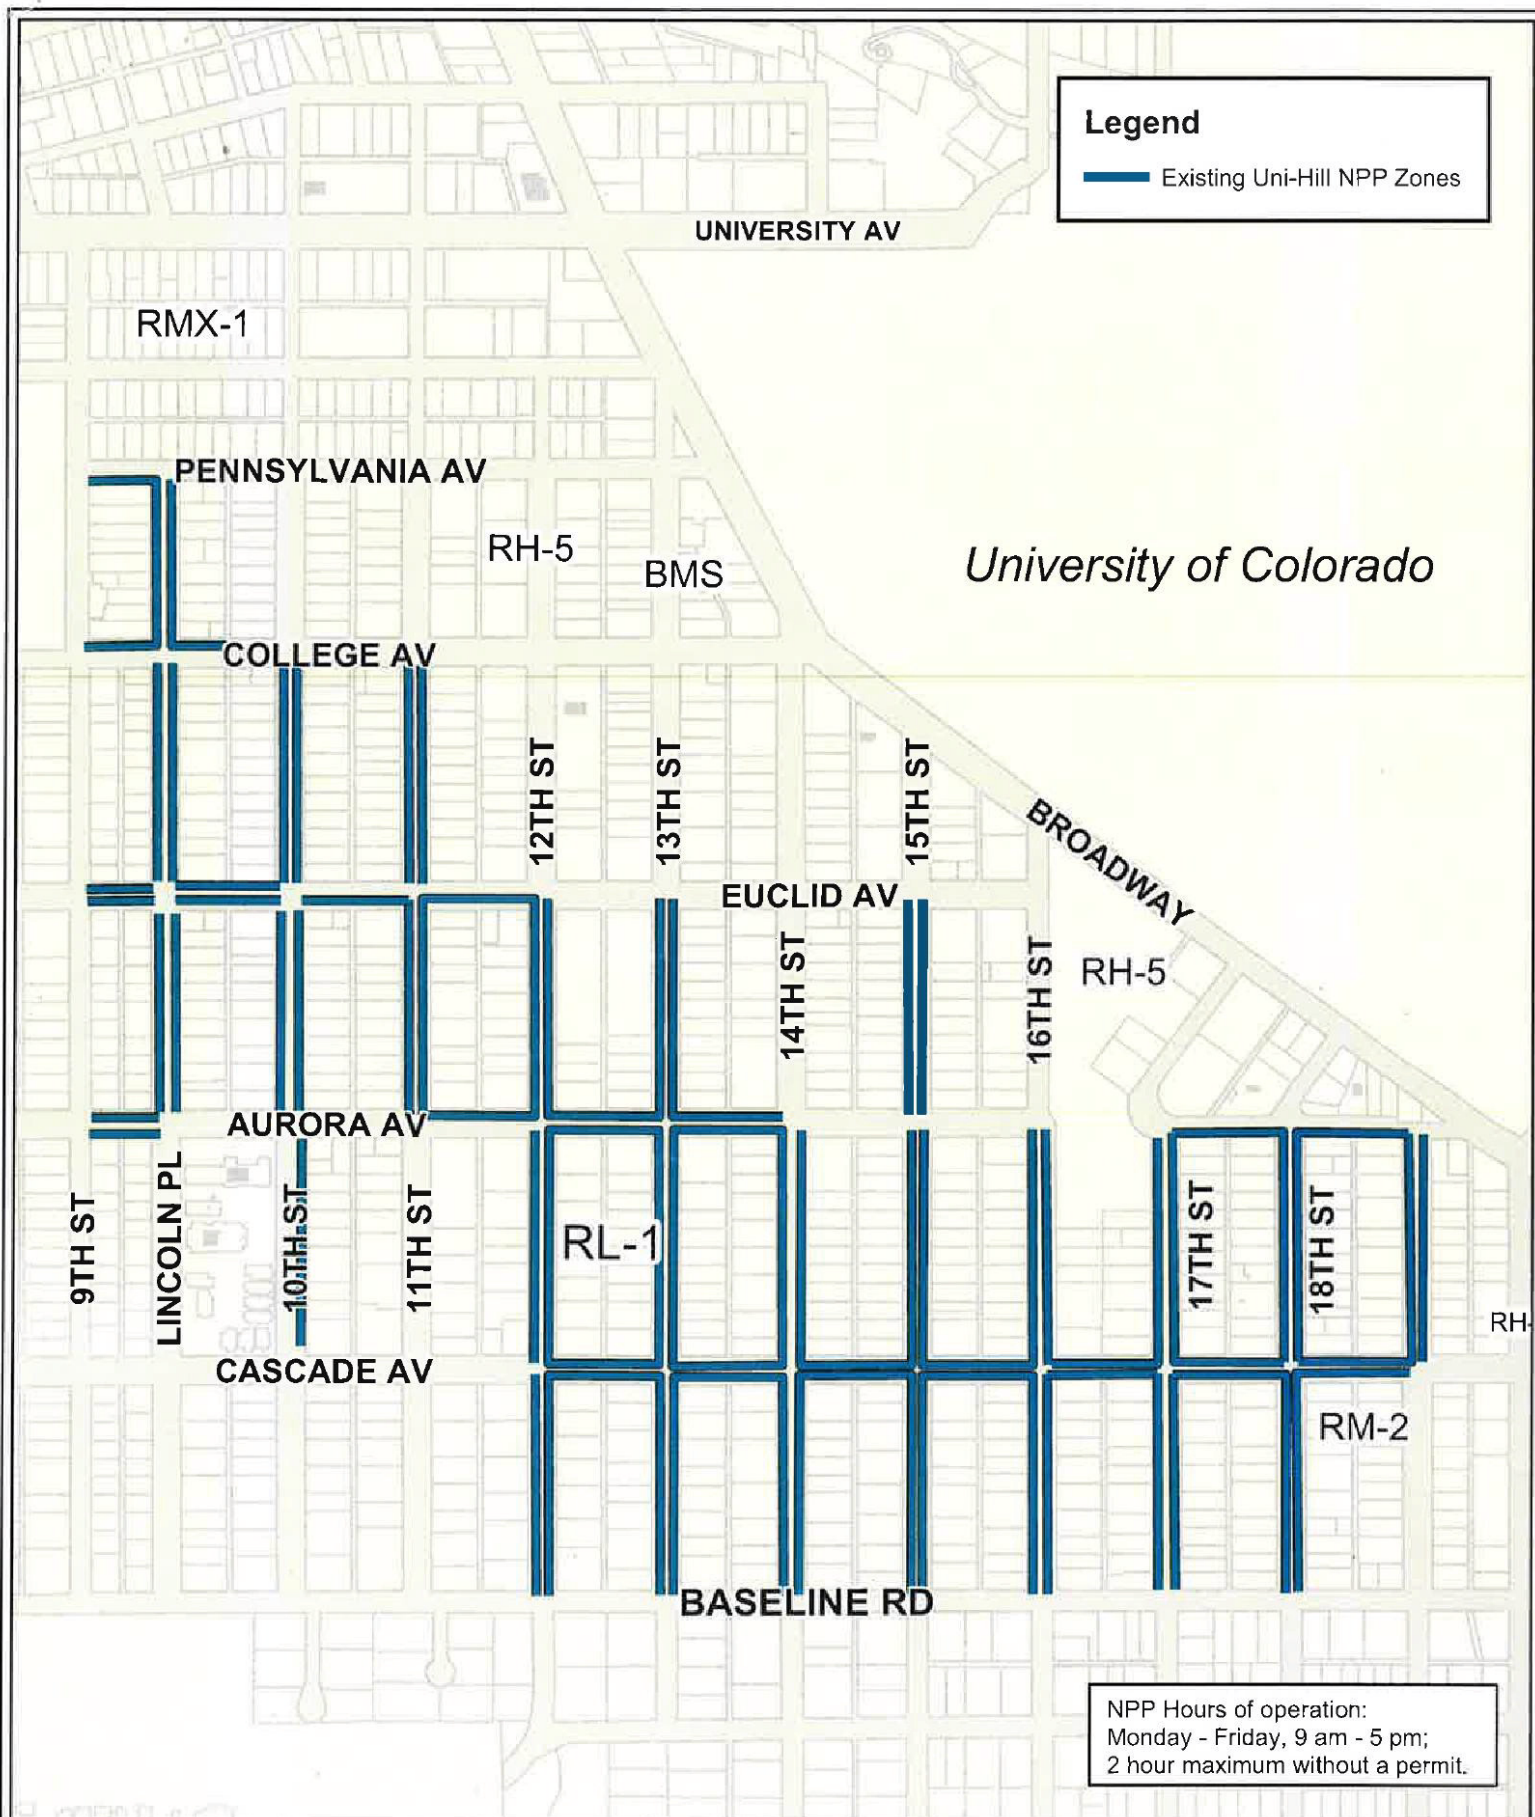 Legend
Existing Uni-Hill NPP Zones
UNIVERSITY AV
RMX-1
PENNSYLVANIA AV
RH-5
BMS
University of Colorado
COLLEGE AV
12TH ST
13TH ST
15TH ST
BROADWAY
EUCLID AV
14TH ST
16TH ST
RH-5
AURORA AV
9TH ST
LINCOLN PL
10TH ST
11TH ST
RL-1
17TH ST
18TH ST
RH-
CASCADE AV
RM-2
BASELINE RD
NPP Hours of operation:
Monday - Friday, 9 am - 5 pm;
2 hour maximum without a permit.